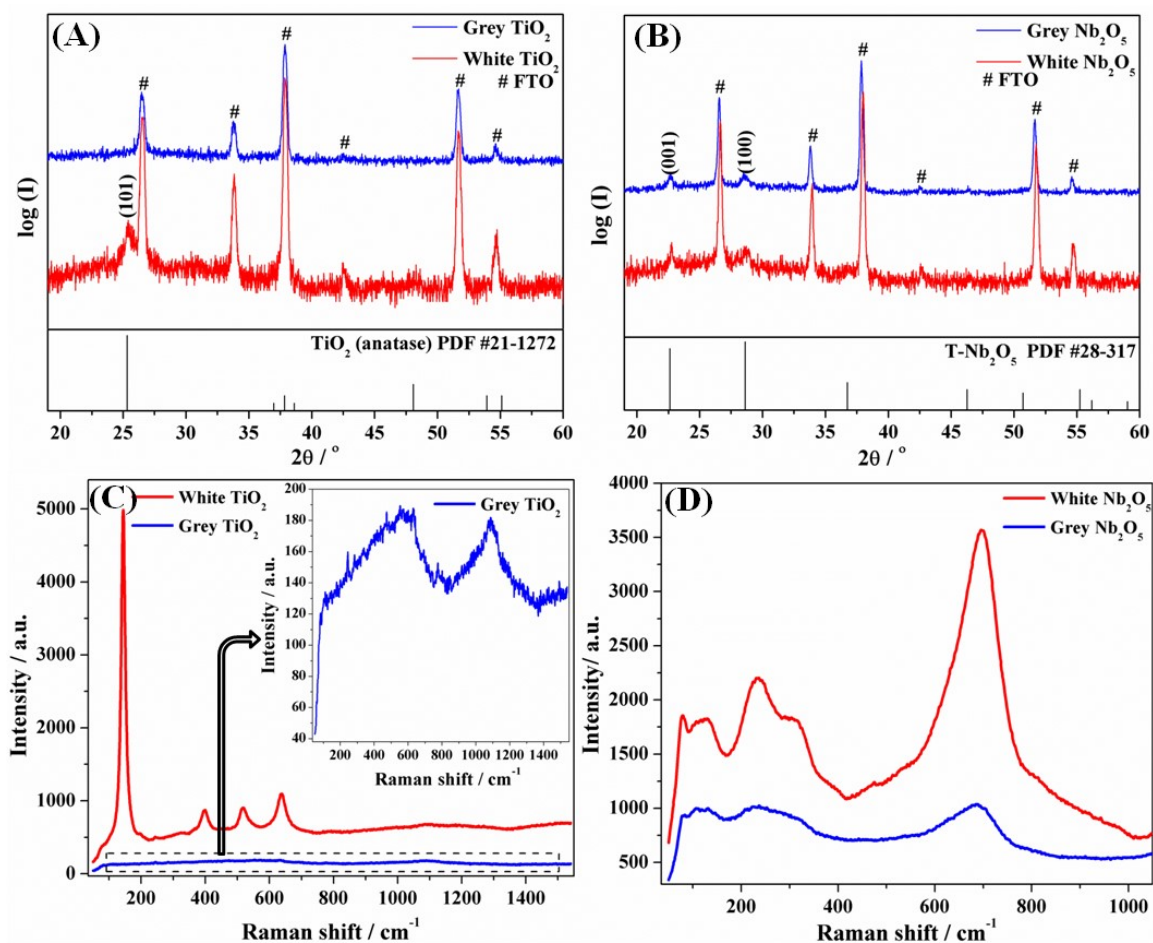 (A)
Grey TiO₂
White TiO₂
# FTO
#
#
#
#
#
#
(101)
log (I)
TiO₂ (anatase) PDF #21-1272
20 25 30 35 40 45 50 55 60
2θ / °
(B)
Grey Nb₂O₅
White Nb₂O₅
# FTO
#
#
#
#
#
#
(001)
(100)
log (I)
T-Nb₂O₅ PDF #28-317
20 25 30 35 40 45 50 55 60
2θ / °
(C)
White TiO₂
Grey TiO₂
5000
4000
3000
2000
1000
0
Intensity / a.u.
200 400 600 800 1000 1200 1400
Raman shift / cm⁻¹
Grey TiO₂
200
180
160
140
120
100
80
60
40
Intensity / a.u.
200 400 600 800 1000 1200 1400
Raman shift / cm⁻¹
(D)
White Nb₂O₅
Grey Nb₂O₅
4000
3500
3000
2500
2000
1500
1000
500
Intensity/ a.u.
200 400 600 800 1000
Raman shift / cm⁻¹